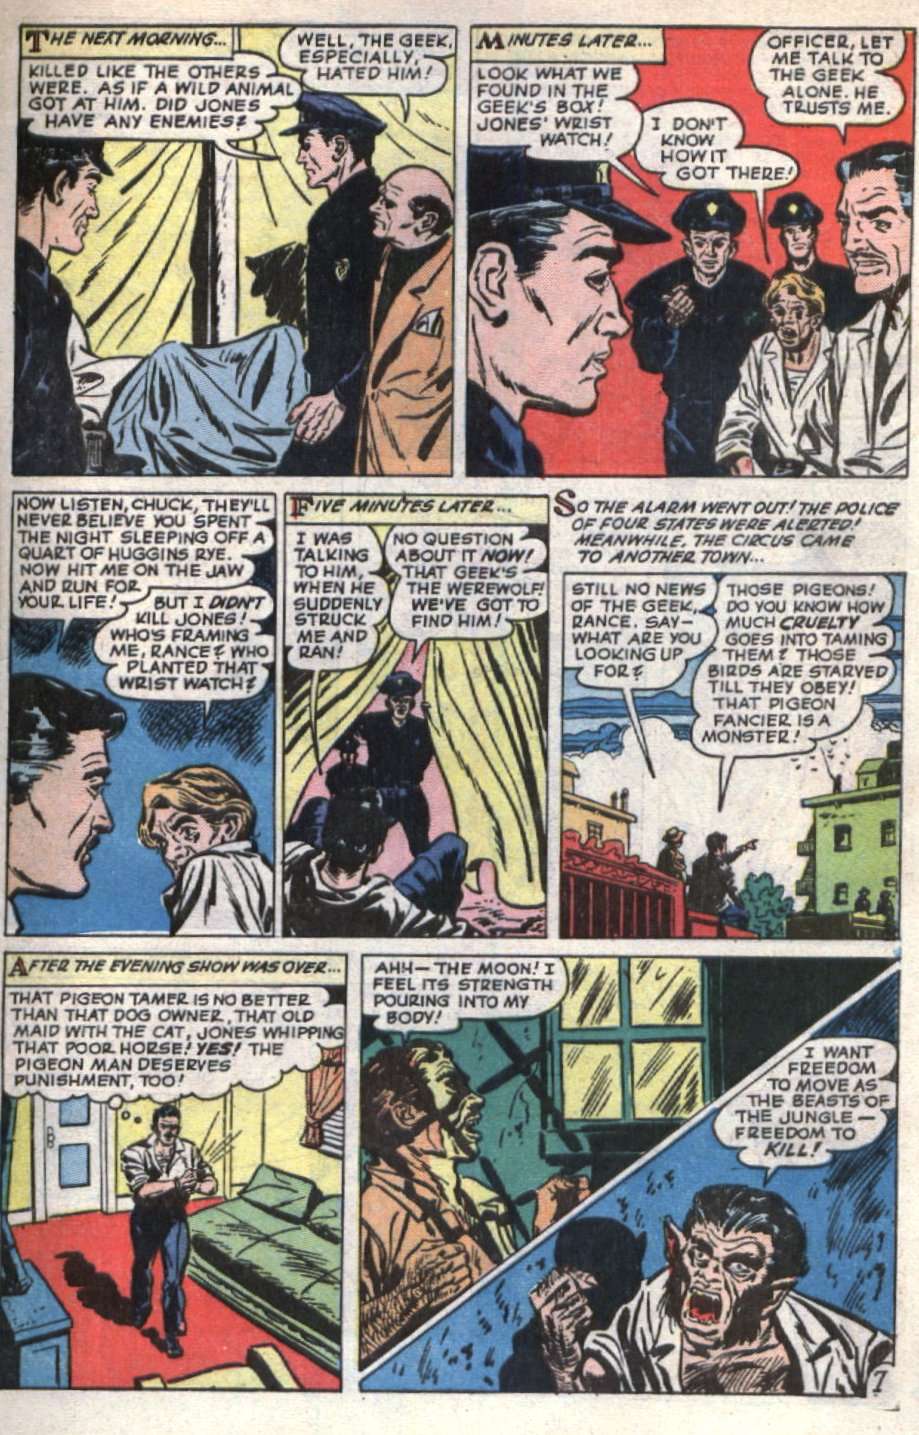 THE NEXT MORNING...
KILLED LIKE THE OTHERS
WERE. AS IF A WILD ANIMAL
GOT AT HIM. DID JONES
HAVE ANY ENEMIES?
WELL, THE GEEK,
ESPECIALLY,
HATED HIM!
MINUTES LATER...
LOOK WHAT WE
FOUND IN THE
GEEK'S BOX!
JONES' WRIST
WATCH!
I DON'T
KNOW
HOW IT
GOT THERE!
OFFICER, LET
ME TALK TO
THE GEEK
ALONE. HE
TRUSTS ME.
NOW LISTEN, CHUCK, THEY'LL
NEVER BELIEVE YOU SPENT
THE NIGHT SLEEPING OFF A
QUART OF HUGGINS RYE.
NOW HIT ME ON THE JAW
AND RUN FOR
YOUR LIFE!
BUT I DIDN'T
KILL JONES!
WHO'S FRAMING
ME, RANCE? WHO
PLANTED THAT
WRIST WATCH?
FIVE MINUTES LATER...
I WAS
TALKING
TO HIM,
WHEN HE
SUDDENLY
STRUCK
ME AND
RAN!
NO QUESTION
ABOUT IT NOW!
THAT GEEK'S
THE WEREWOLF!
WE'VE GOT TO
FIND HIM!
SO THE ALARM WENT OUT! THE POLICE
OF FOUR STATES WERE ALERTED!
MEANWHILE, THE CIRCUS CAME
TO ANOTHER TOWN...
STILL NO NEWS
OF THE GEEK,
RANCE. SAY—
WHAT ARE YOU
LOOKING UP
FOR?
THOSE PIGEONS!
DO YOU KNOW HOW
MUCH CRUELTY
GOES INTO TAMING
THEM? THOSE
BIRDS ARE STARVED
TILL THEY OBEY!
THAT PIGEON
FANCIER IS A
MONSTER!
AFTER THE EVENING SHOW WAS OVER...
THAT PIGEON TAMER IS NO BETTER
THAN THAT DOG OWNER, THAT OLD
MAID WITH THE CAT, JONES WHIPPING
THAT POOR HORSE! YES! THE
PIGEON MAN DESERVES
PUNISHMENT, TOO!
AHH— THE MOON! I
FEEL ITS STRENGTH
POURING INTO MY
BODY!
I WANT
FREEDOM
TO MOVE AS
THE BEASTS OF
THE JUNGLE—
FREEDOM TO
KILL!
7